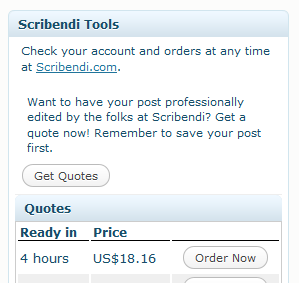 Scribendi Tools
Check your account and orders at any time
at Scribendi.com.
Want to have your post professionally
edited by the folks at Scribendi? Get a
quote now! Remember to save your post
first.
Get Quotes
Quotes
Ready in Price
4 hours US$18.16 Order Now